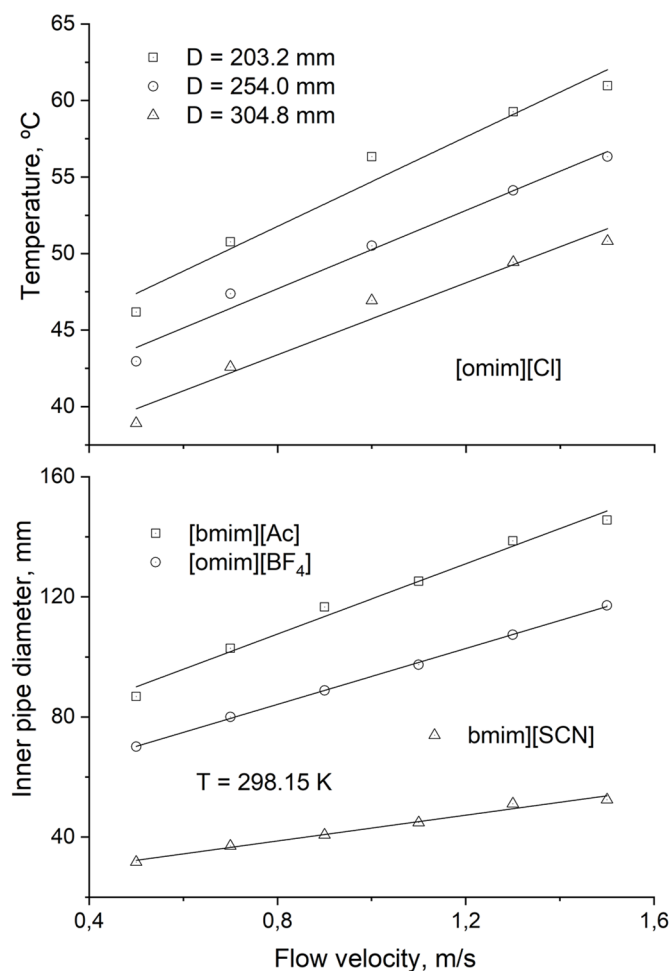 65
60
55
50
45
40
Temperature, ºC
D = 203.2 mm
D = 254.0 mm
D = 304.8 mm
[omim][Cl]
160
120
80
40
Inner pipe diameter, mm
[bmim][Ac]
[omim][BF4]
bmim][SCN]
T = 298.15 K
0,4 0,8 1,2 1,6
Flow velocity, m/s